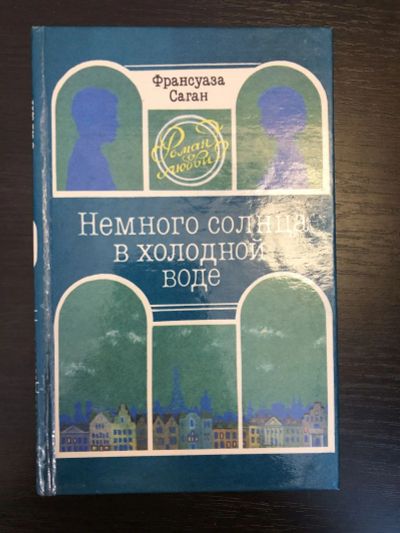 Франсуаза
Саган
Роман
о
любви
Немного солнца
в холодной
воде